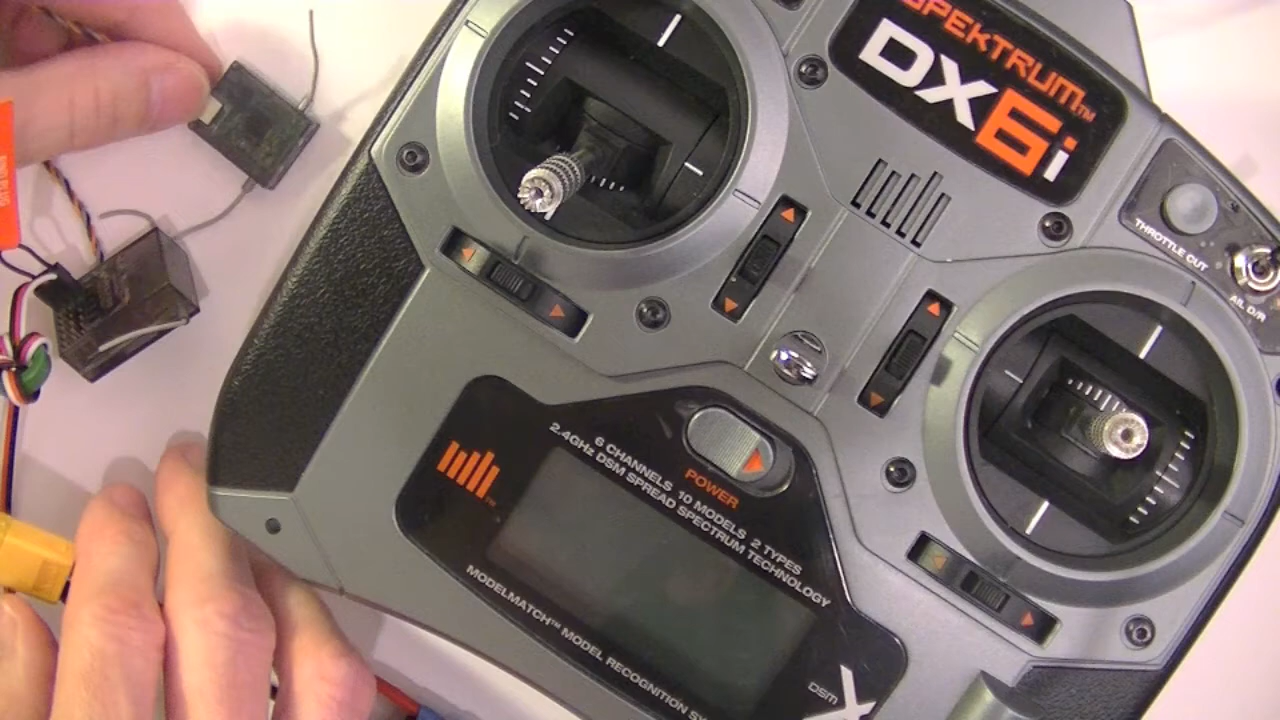 SPEKTRUM™
DX6i
THROTTLE CUT
AIL D/R
POWER
6 CHANNELS 10 MODELS 2 TYPES
2.4GHz DSM SPREAD SPECTRUM TECHNOLOGY
MODELMATCH™ MODEL RECOGNITION SY
DSM X